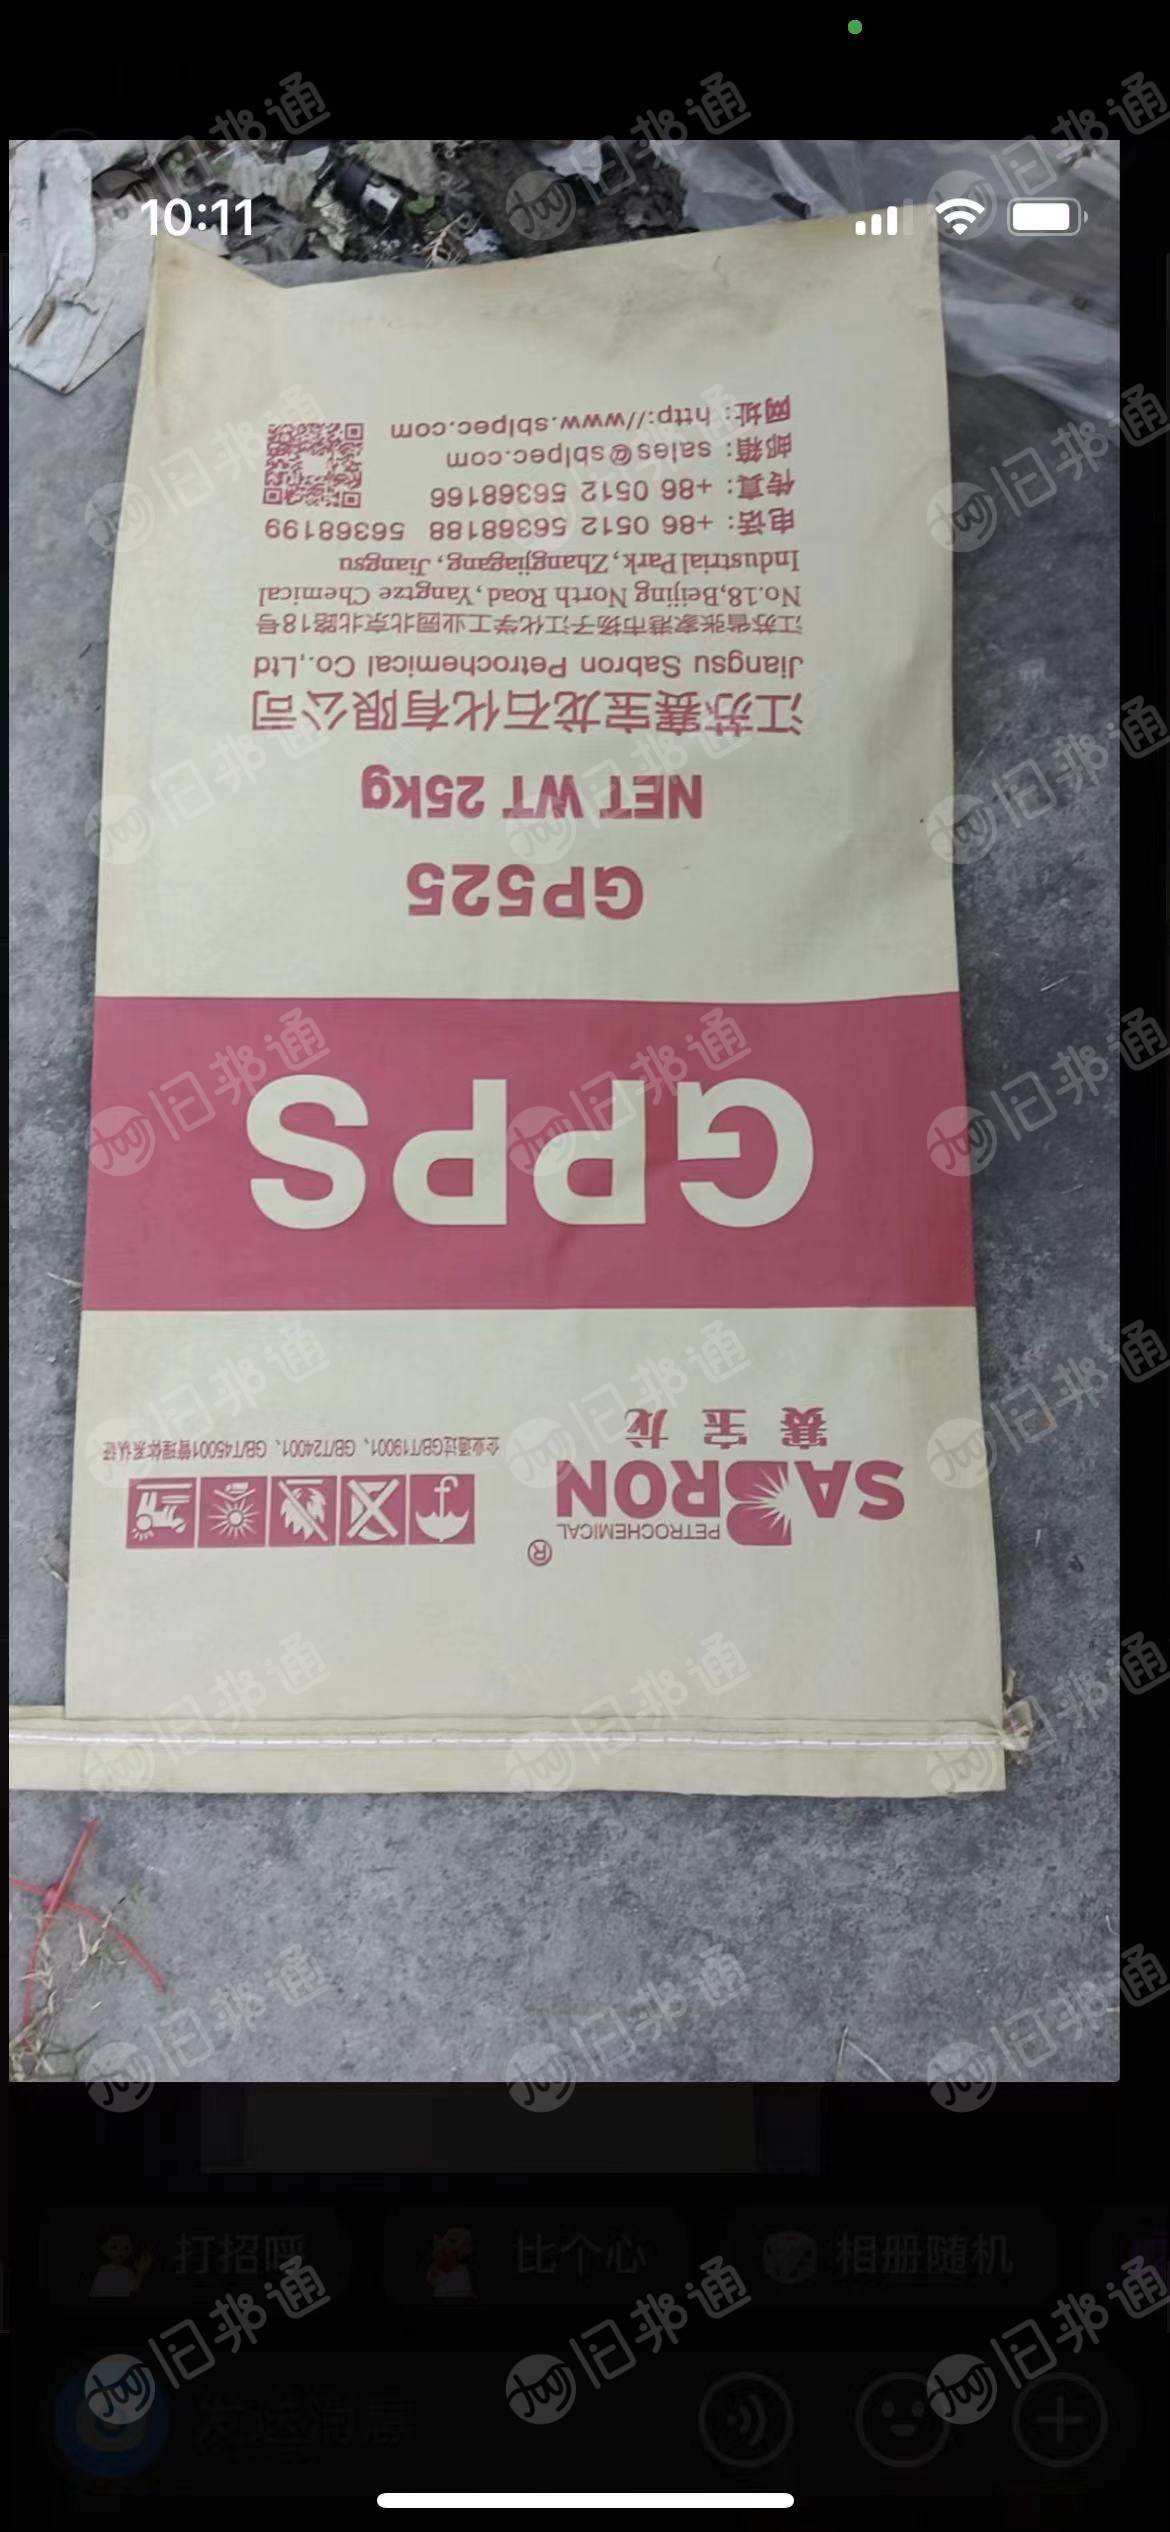 10:11
PETROCHEMICAL ®
SABRON
赛宝龙
企业通过GB/T19001、GB/T24001、GB/T45001管理体系认证
GPPS
GP525
NET WT 25kg
江苏赛宝龙石化有限公司
Jiangsu Sabron Petrochemical Co.,Ltd
江苏省张家港市扬子江化学工业园北京北路18号
No.18,Beijing North Road,Yangtze Chemical
Industrial Park,Zhangjiagang,Jiangsu
电话：+86 0512 56368188 56368199
传真：+86 0512 56368166
邮箱：sales@sblpec.com
网址：http://www.sblpec.com
打招呼 比个心 相册随机
发送消息
旧邦通